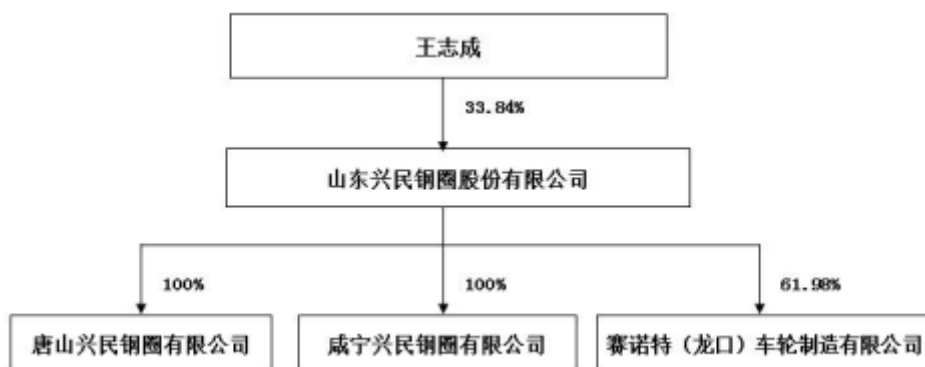 王志成
33.84%
山东兴民钢圈股份有限公司
100%
100%
61.98%
唐山兴民钢圈有限公司
咸宁兴民钢圈有限公司
赛诺特（龙口）车轮制造有限公司